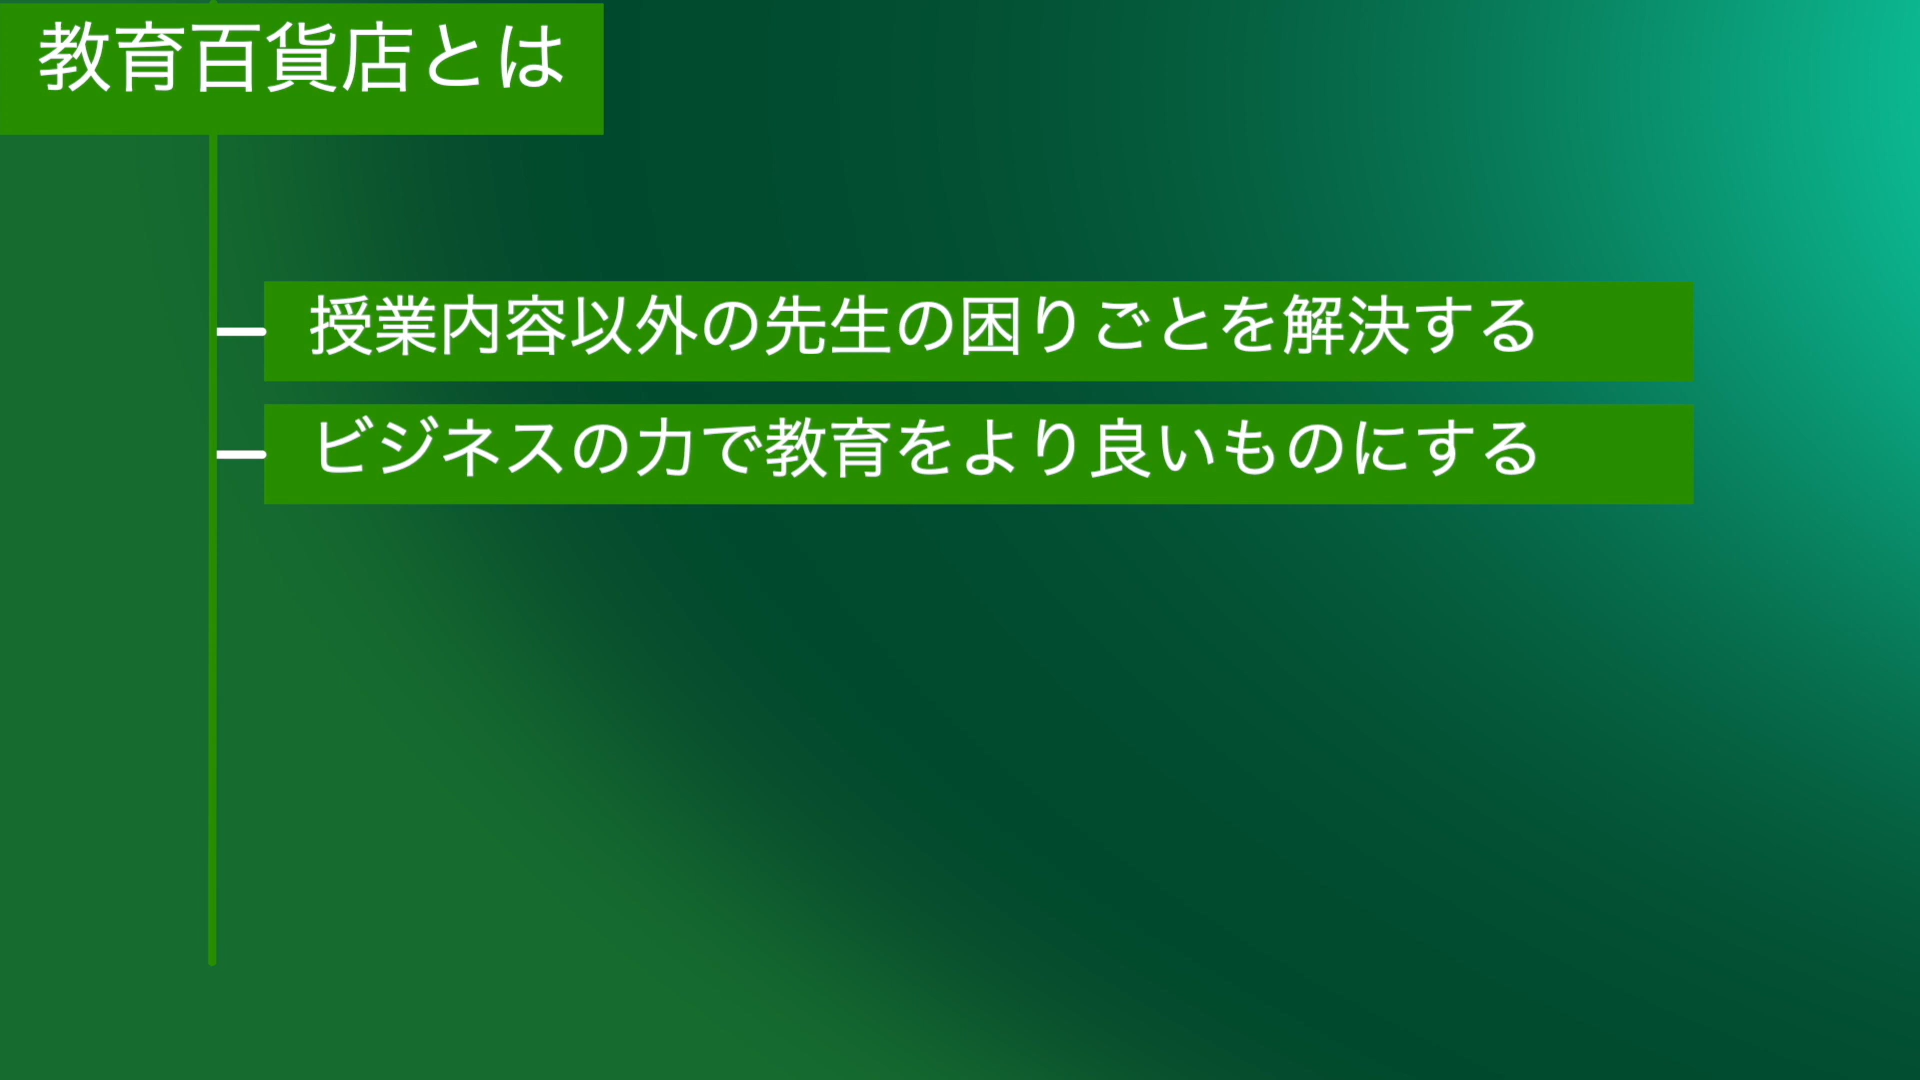 教育百貨店とは
授業内容以外の先生の困りごとを解決する
ビジネスの力で教育をより良いものにする